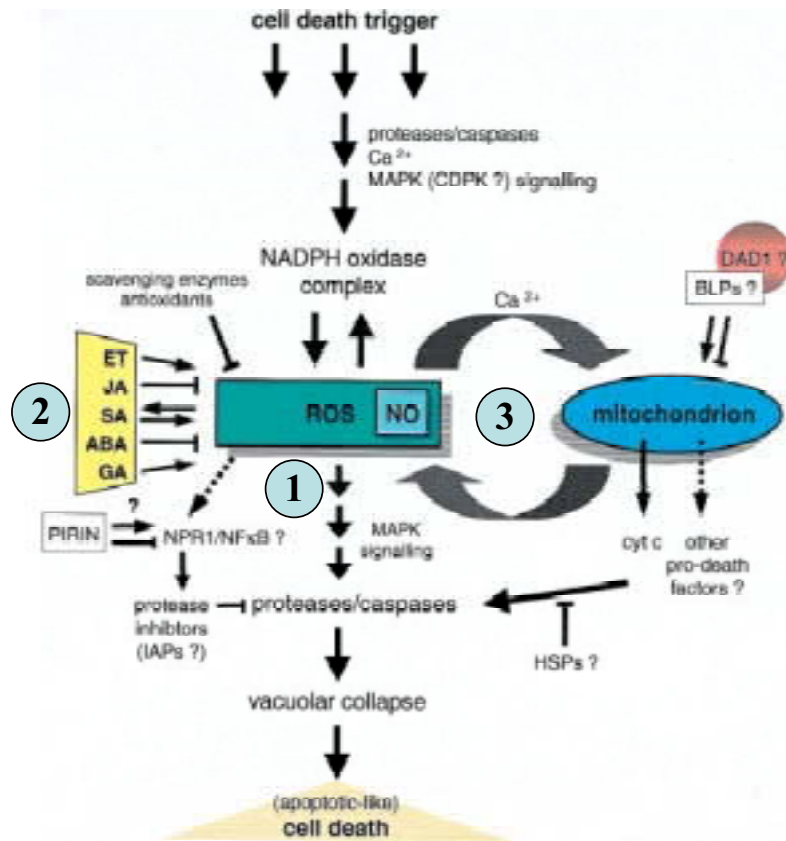 cell death trigger
proteases/caspases
Ca 2+
MAPK (CDPK ?) signalling
NADPH oxidase
complex
scavenging enzymes
antioxidants
DAD1 ?
BLPs ?
Ca 2+
ET
JA
SA
ABA
GA
2
ROS
NO
3
mitochondrion
1
?
PIRIN
NPR1/NFκB ?
MAPK
signalling
cyt c
other
pro-death
factors ?
protease
inhibtors
(IAPs ?)
proteases/caspases
HSPs ?
vacuolar collapse
(apoptotic-like)
cell death